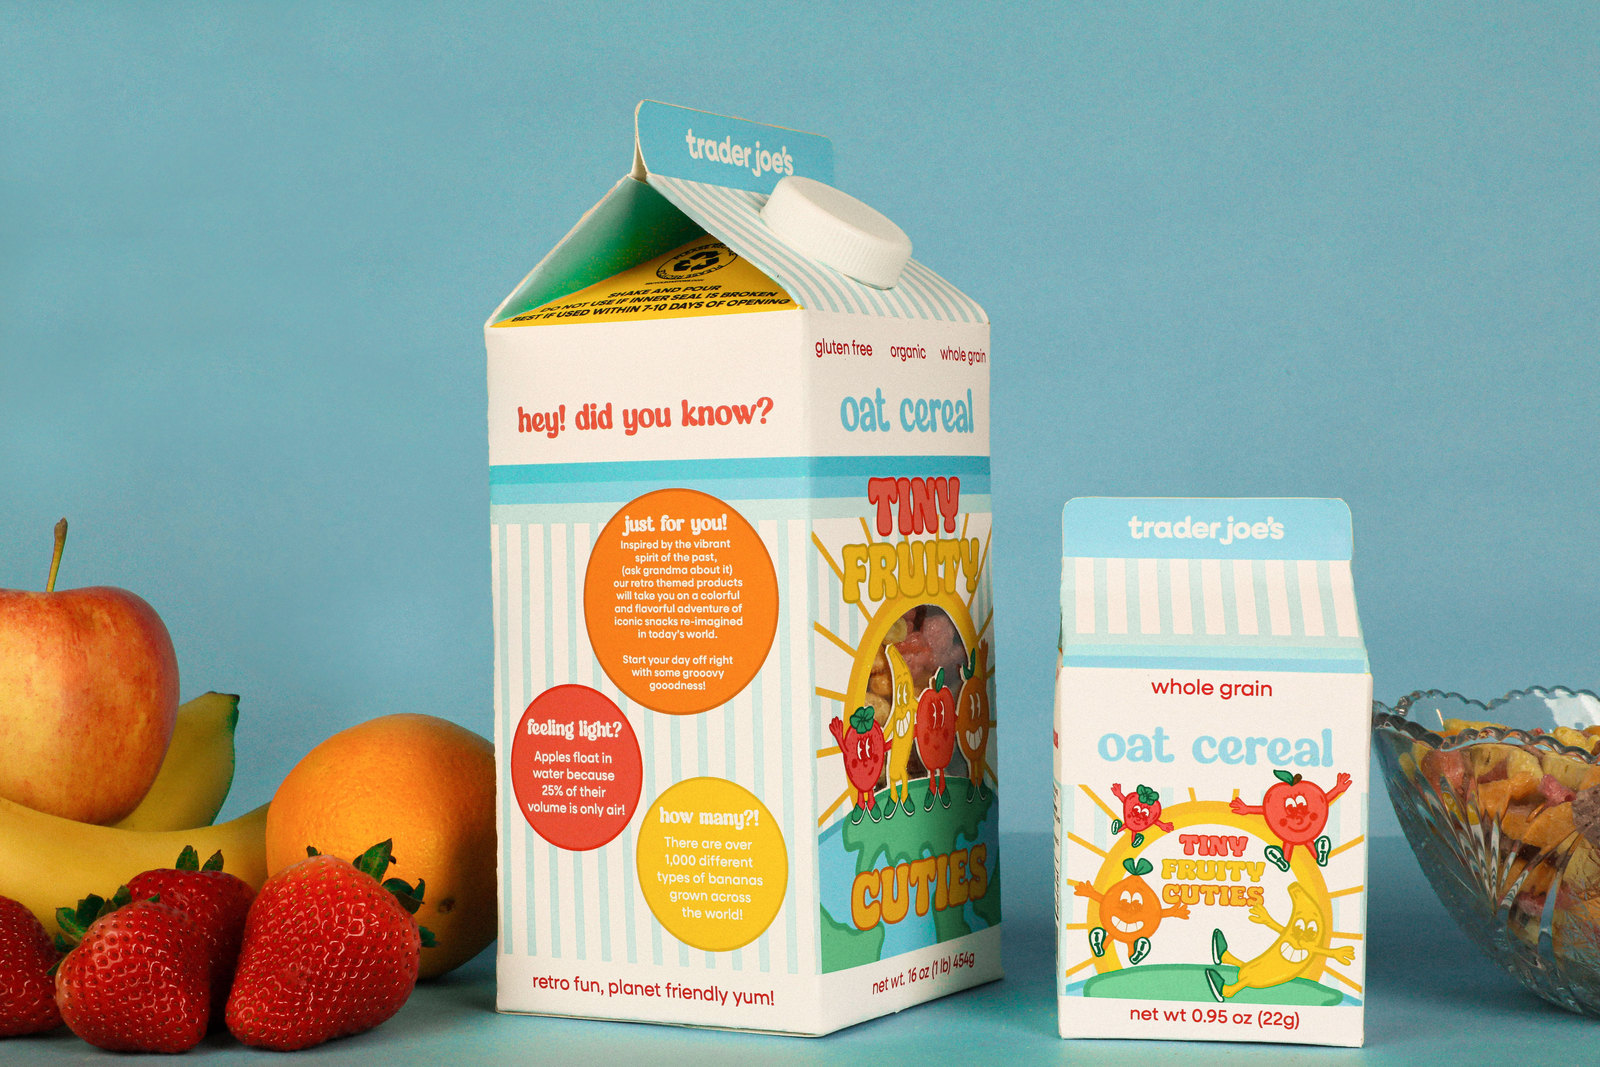 trader joe's
SHAKE AND POUR
DO NOT USE IF INNER SEAL IS BROKEN
BEST IF USED WITHIN 7-10 DAYS OF OPENING
hey! did you know?
just for you!
Inspired by the vibrant
spirit of the past,
(ask grandma about it)
our retro themed products
will take you on a colorful
and flavorful adventure of
iconic snacks re-imagined
in today's world.
Start your day off right
with some grooovy
gooodness!
feeling light?
Apples float in
water because
25% of their
volume is only air!
how many?!
There are over
1,000 different
types of bananas
grown across
the world!
retro fun, planet friendly yum!
gluten free organic whole grain
oat cereal
TINY
FRUITY
CUTIES
net wt. 16 oz (1 lb) 454g
trader joe's
whole grain
oat cereal
TINY
FRUITY
CUTIES
net wt 0.95 oz (22g)